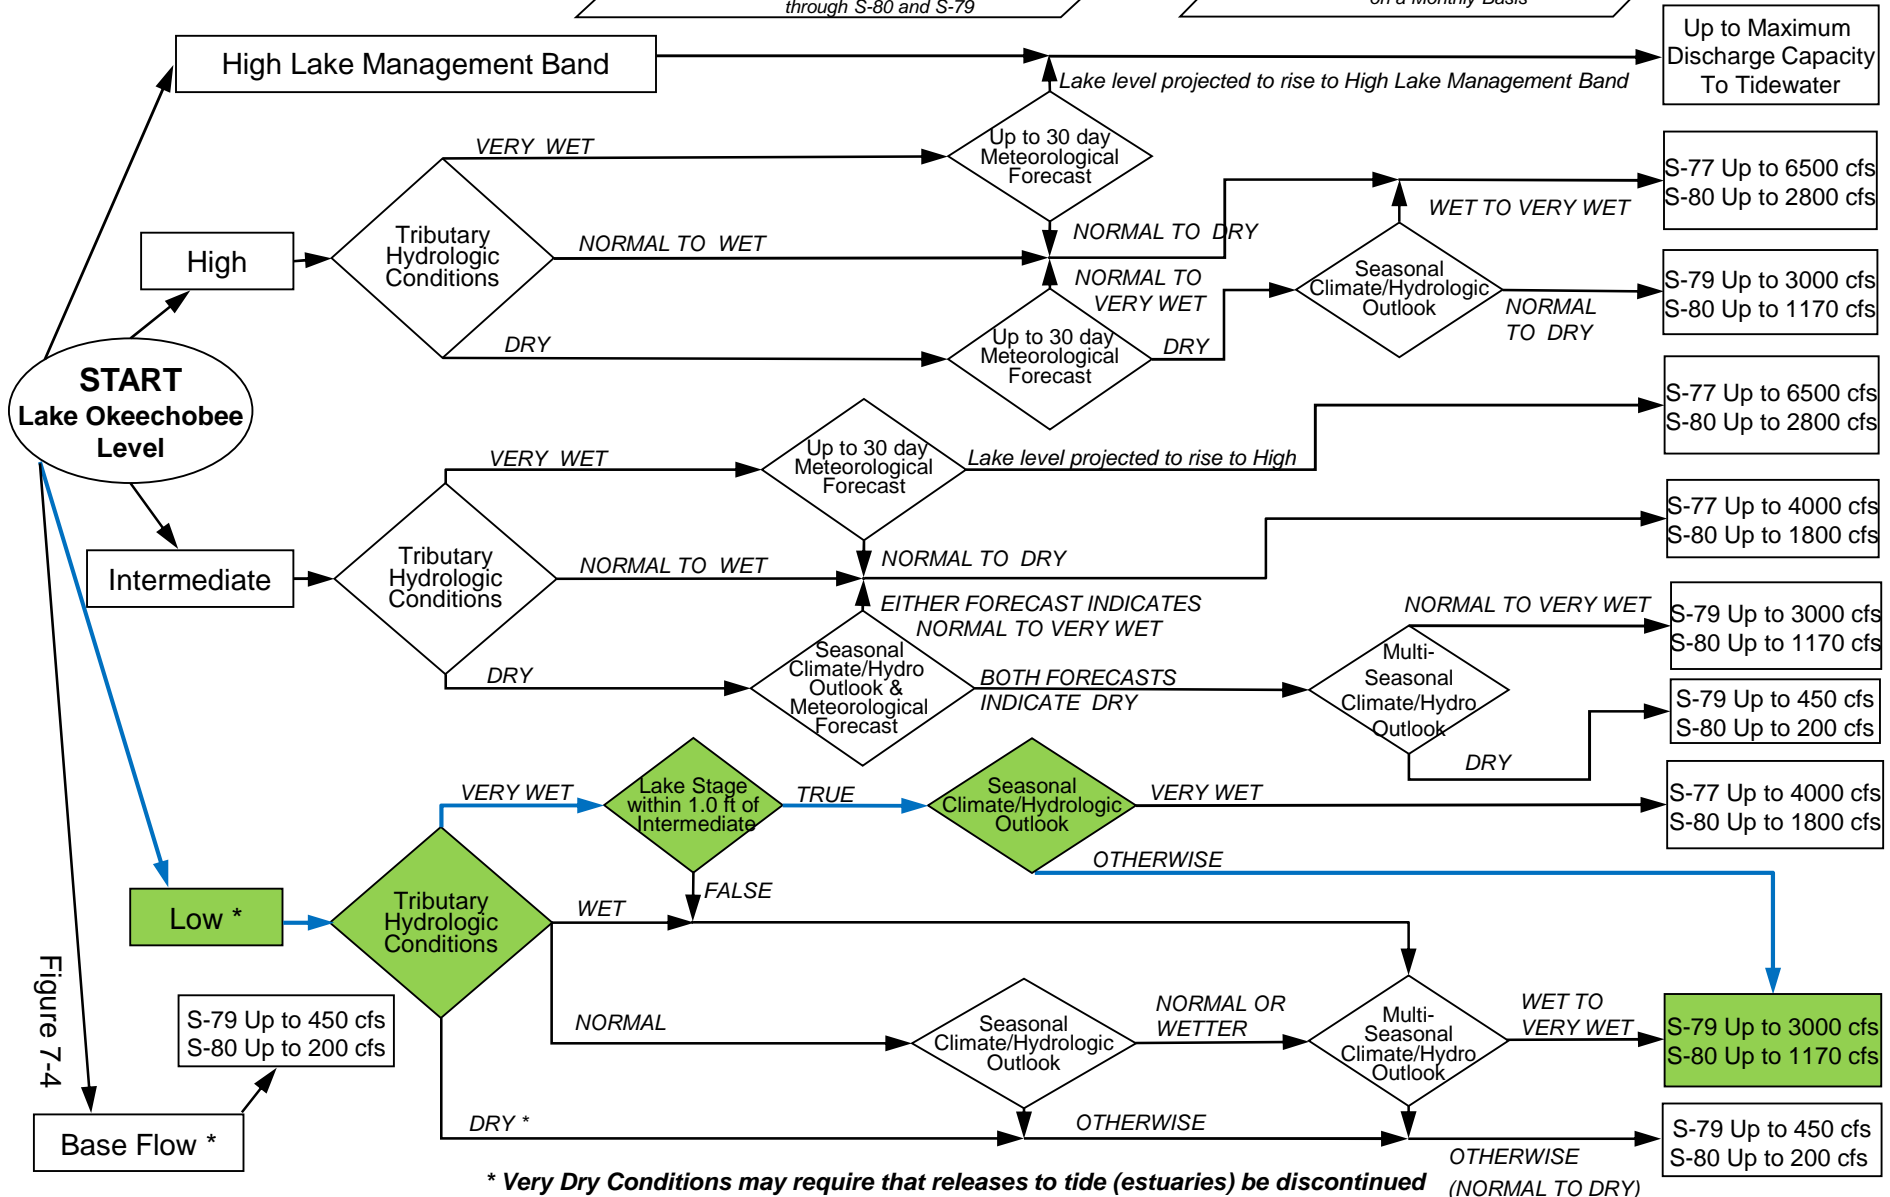 through S-80 and S-79
on a Monthly Basis
High Lake Management Band
Up to Maximum
Discharge Capacity
To Tidewater
Lake level projected to rise to High Lake Management Band
VERY WET
Up to 30 day
Meteorological
Forecast
S-77 Up to 6500 cfs
S-80 Up to 2800 cfs
WET TO VERY WET
High
Tributary
Hydrologic
Conditions
NORMAL TO WET
NORMAL TO DRY
NORMAL TO
VERY WET
Seasonal
Climate/Hydrologic
Outlook
NORMAL
TO DRY
S-79 Up to 3000 cfs
S-80 Up to 1170 cfs
DRY
Up to 30 day
Meteorological
Forecast
DRY
START
Lake Okeechobee
Level
S-77 Up to 6500 cfs
S-80 Up to 2800 cfs
VERY WET
Up to 30 day
Meteorological
Forecast
Lake level projected to rise to High
S-77 Up to 4000 cfs
S-80 Up to 1800 cfs
Intermediate
Tributary
Hydrologic
Conditions
NORMAL TO WET
NORMAL TO DRY
EITHER FORECAST INDICATES
NORMAL TO VERY WET
NORMAL TO VERY WET
S-79 Up to 3000 cfs
S-80 Up to 1170 cfs
DRY
Seasonal
Climate/Hydro
Outlook &
Meteorological
Forecast
BOTH FORECASTS
INDICATE DRY
Multi-
Seasonal
Climate/Hydro
Outlook
DRY
S-79 Up to 450 cfs
S-80 Up to 200 cfs
VERY WET
Lake Stage
within 1.0 ft of
Intermediate
TRUE
Seasonal
Climate/Hydrologic
Outlook
VERY WET
S-77 Up to 4000 cfs
S-80 Up to 1800 cfs
OTHERWISE
FALSE
Low *
Tributary
Hydrologic
Conditions
WET
NORMAL
Seasonal
Climate/Hydrologic
Outlook
NORMAL OR
WETTER
Multi-
Seasonal
Climate/Hydro
Outlook
WET TO
VERY WET
S-79 Up to 3000 cfs
S-80 Up to 1170 cfs
Figure 7-4
S-79 Up to 450 cfs
S-80 Up to 200 cfs
Base Flow *
DRY *
OTHERWISE
S-79 Up to 450 cfs
S-80 Up to 200 cfs
OTHERWISE
(NORMAL TO DRY)
* Very Dry Conditions may require that releases to tide (estuaries) be discontinued